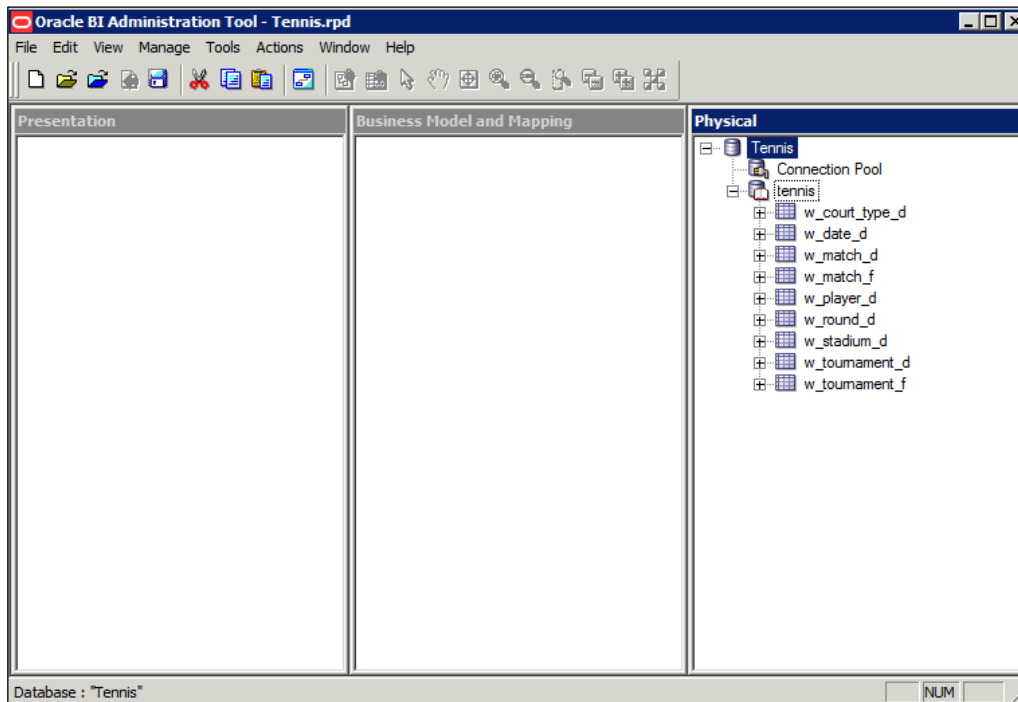 Oracle BI Administration Tool - Tennis.rpd
File Edit View Manage Tools Actions Window Help
Presentation
Business Model and Mapping
Physical
Tennis
Connection Pool
tennis
w_court_type_d
w_date_d
w_match_d
w_match_f
w_player_d
w_round_d
w_stadium_d
w_tournament_d
w_tournament_f
Database : "Tennis"
NUM